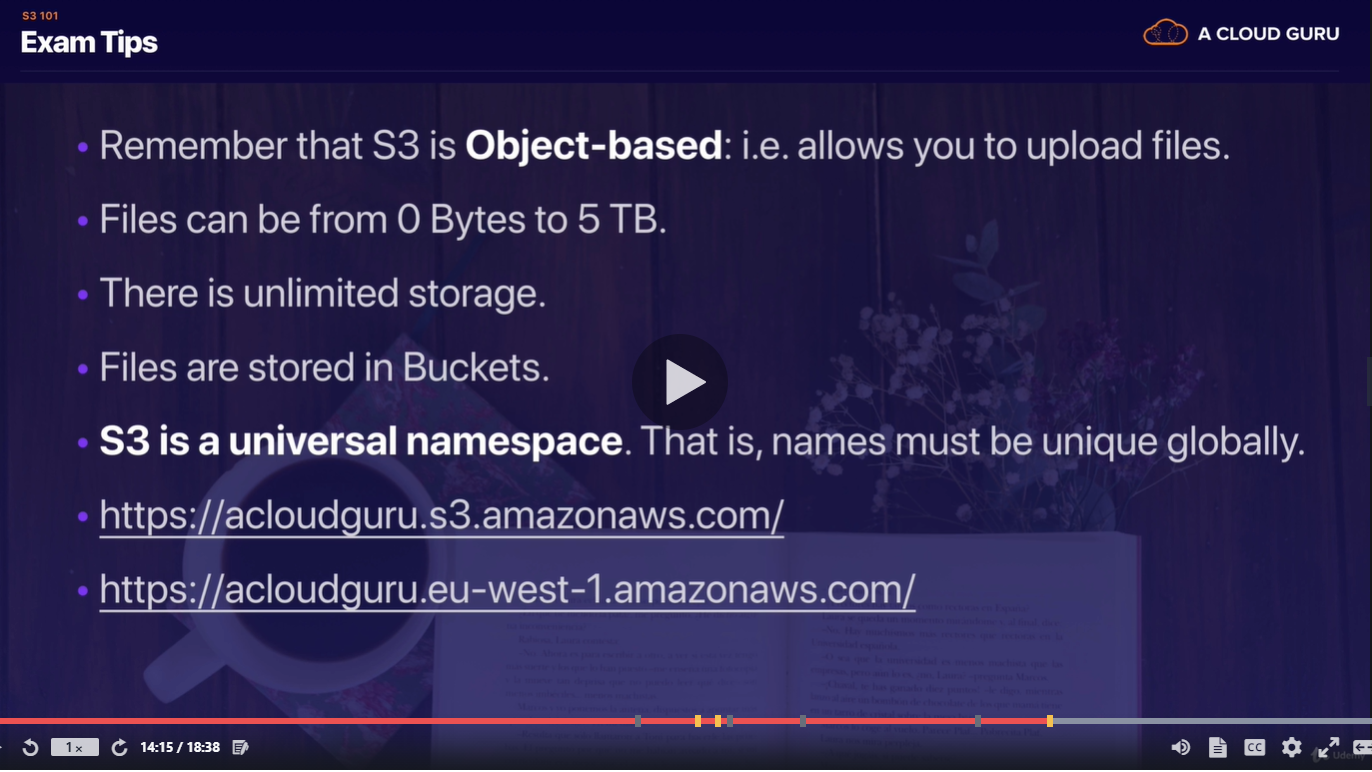 S3 101
Exam Tips
A CLOUD GURU
Remember that S3 is Object-based: i.e. allows you to upload files.
Files can be from 0 Bytes to 5 TB.
There is unlimited storage.
Files are stored in Buckets.
S3 is a universal namespace. That is, names must be unique globally.
https://acloudguru.s3.amazonaws.com/
https://acloudguru.eu-west-1.amazonaws.com/
1x
14:15 / 18:38
CC
Udemy